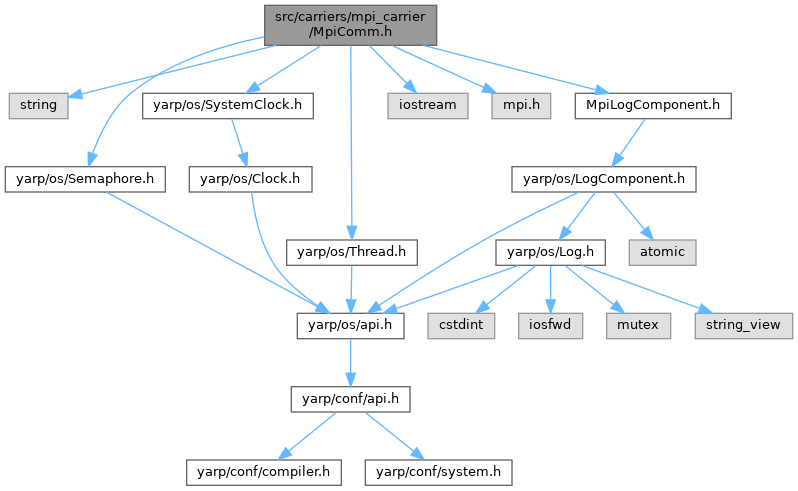 src/carriers/mpi_carrier
/MpiComm.h
string
yarp/os/SystemClock.h
iostream
mpi.h
MpiLogComponent.h
yarp/os/Semaphore.h
yarp/os/Clock.h
yarp/os/LogComponent.h
yarp/os/Thread.h
yarp/os/Log.h
atomic
yarp/os/api.h
cstdint
iosfwd
mutex
string_view
yarp/conf/api.h
yarp/conf/compiler.h
yarp/conf/system.h